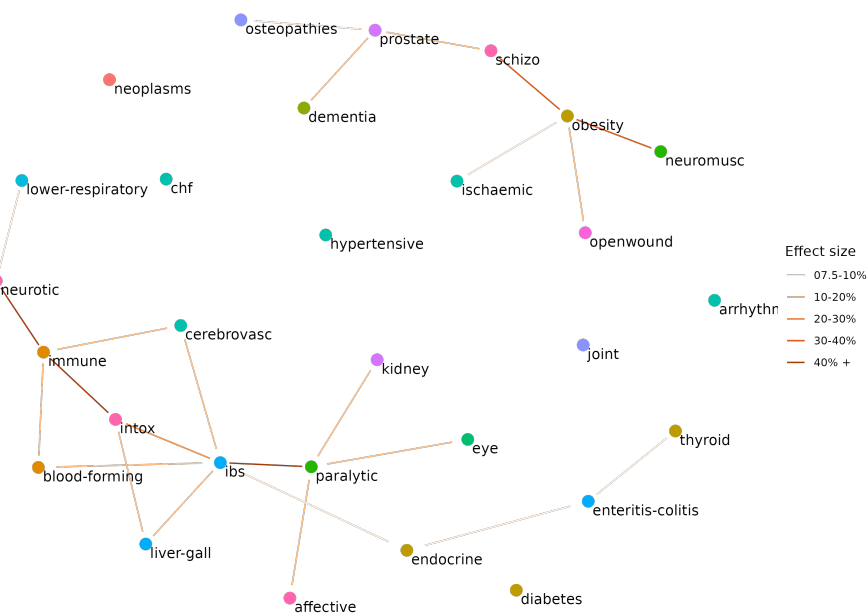 osteopathies
prostate
schizo
neoplasms
dementia
obesity
neuromusc
lower-respiratory
chf
ischaemic
hypertensive
openwound
Effect size
07.5-10%
10-20%
20-30%
30-40%
40% +
neurotic
arrhythn
cerebrovasc
immune
joint
kidney
intox
eye
thyroid
blood-forming
ibs
paralytic
enteritis-colitis
liver-gall
endocrine
diabetes
affective